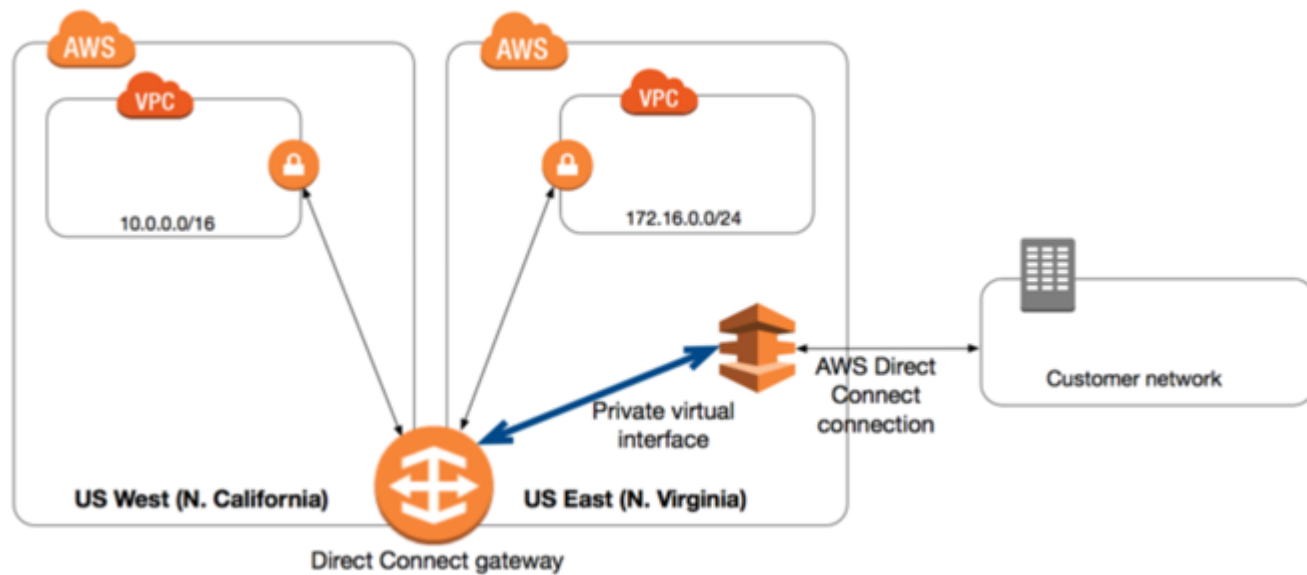 AWS
AWS
VPC
VPC
10.0.0.0/16
172.16.0.0/24
AWS Direct
Connect
connection
Customer network
Private virtual
interface
US West (N. California)
US East (N. Virginia)
Direct Connect gateway